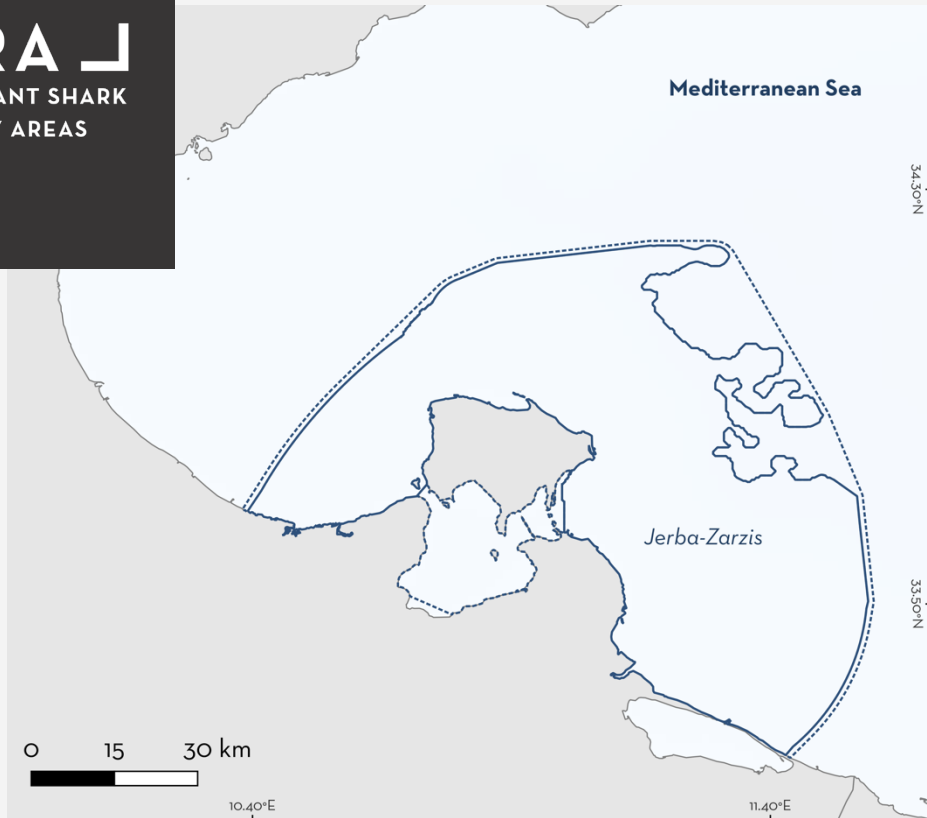 RA
ANT SHARK
AREAS
Mediterranean Sea
34.30°N
Jerba-Zarzis
33.50°N
0 15 30 km
10.40°E 11.40°E